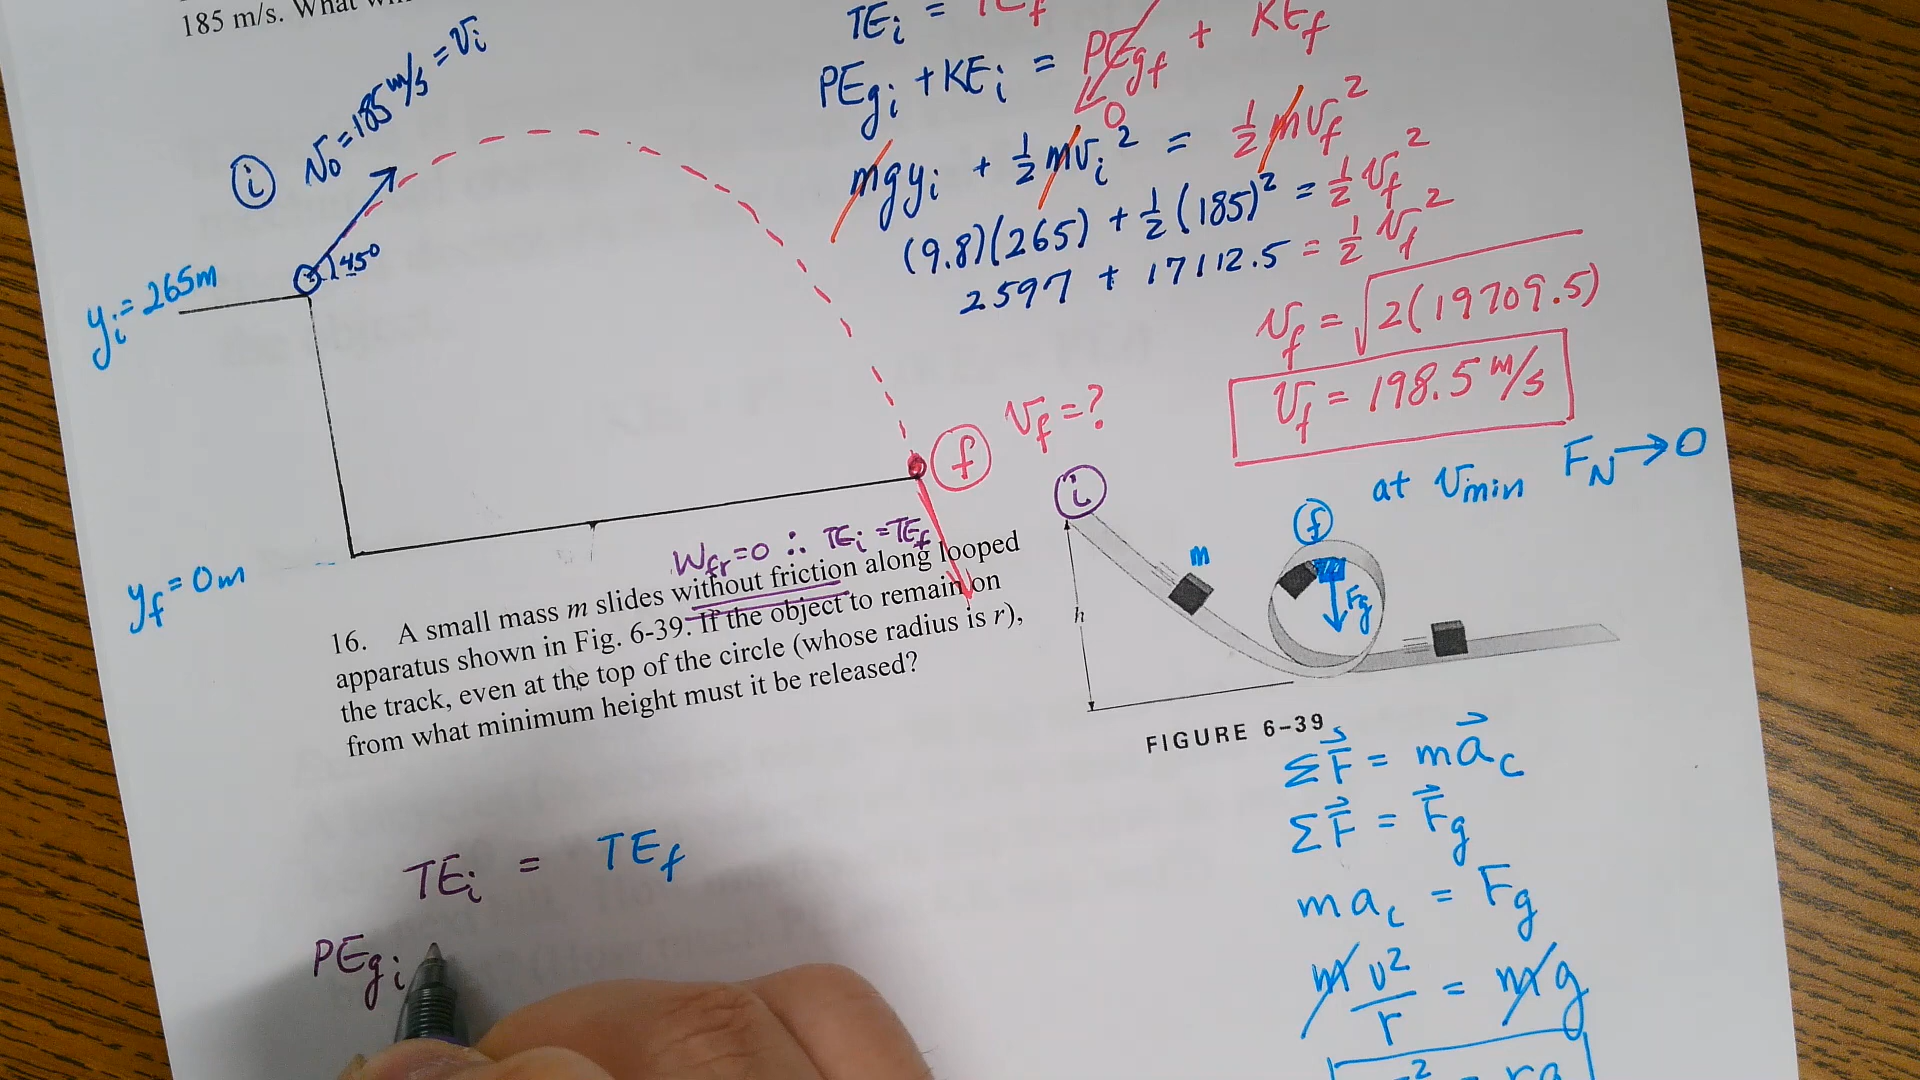 185 m/s. What
TEi = TEf
PEgi + KEi = PEgf + KEf
0
mgyi + ½mvi² = ½mvf²
(9.8)(265) + ½(185)² = ½vf²
2597 + 17112.5 = ½vf²
vf = √2(19709.5)
vf = 198.5 m/s
i v0 = 185 m/s = vi
45°
yi = 265m
yf = 0m
f vf = ?
at vmin FN → 0
Wfr = 0 ∴ TEi = TEf
16. A small mass m slides without friction along looped
apparatus shown in Fig. 6-39. If the object to remain on
the track, even at the top of the circle (whose radius is r),
from what minimum height must it be released?
i
f
m
Fg
h
FIGURE 6-39
ΣF = mac
ΣF = Fg
mac = Fg
m v²/r = mg
TEi = TEf
PEgi